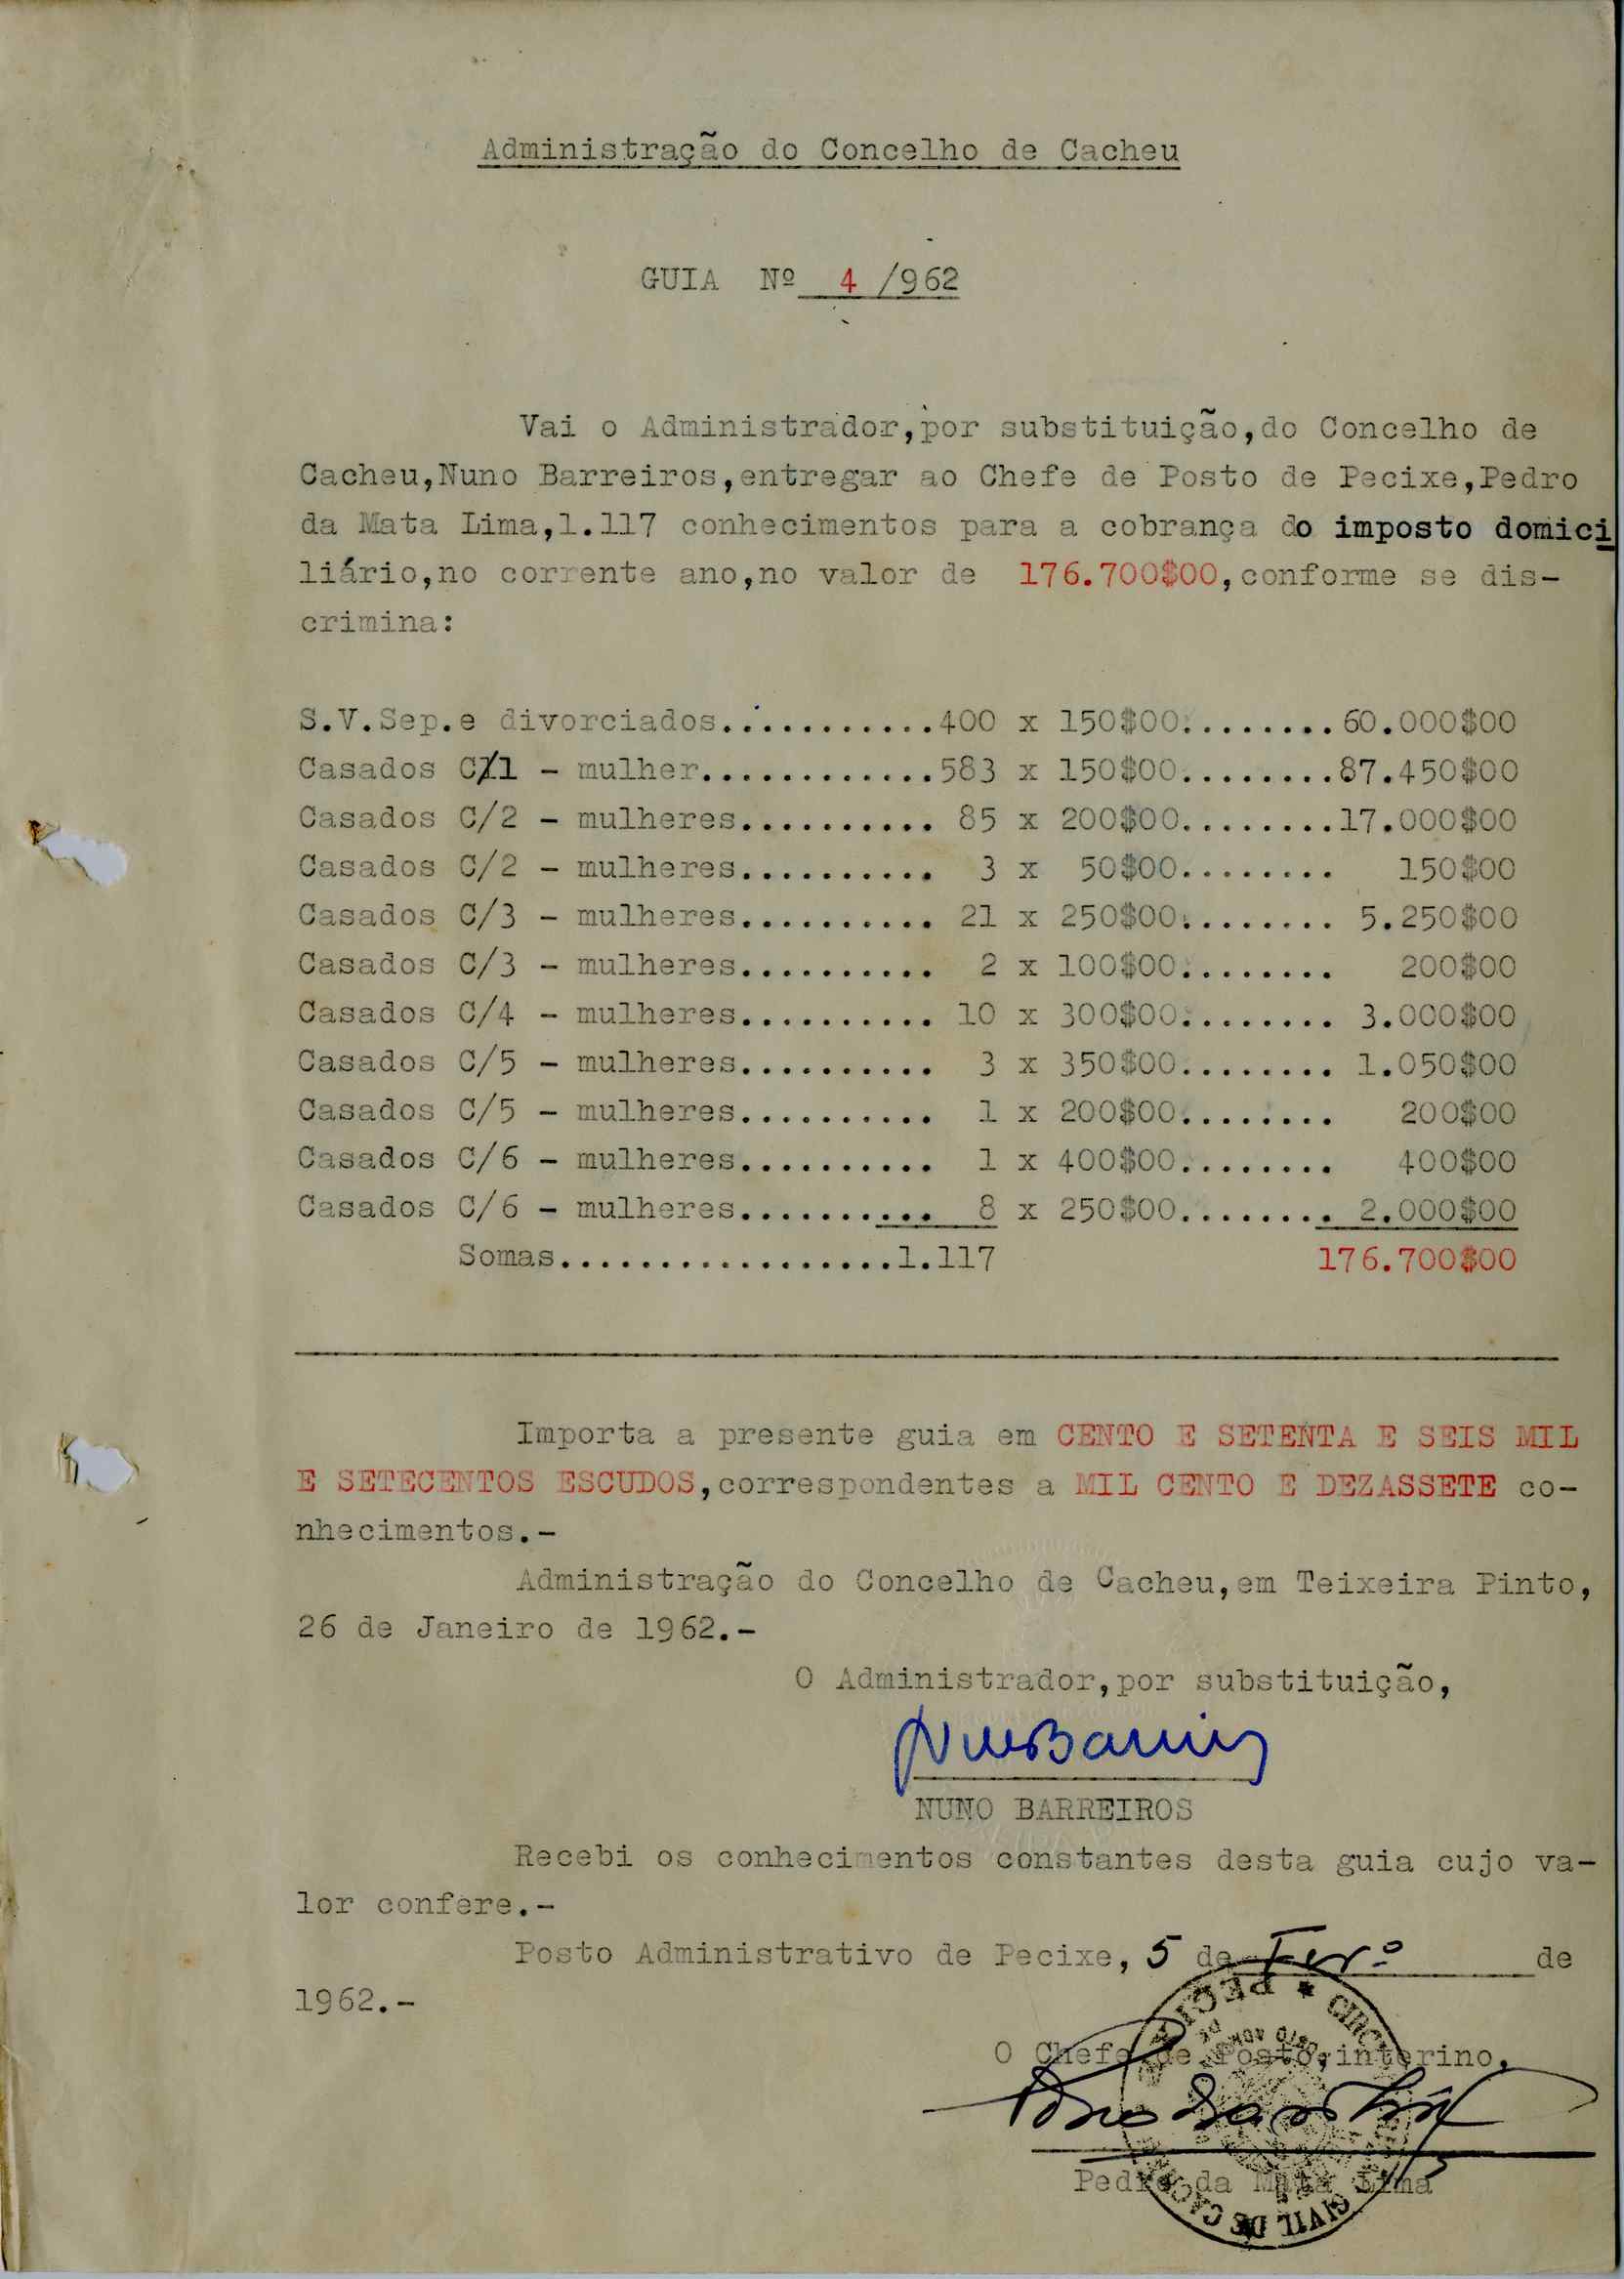 Administração do Concelho de Cacheu
GUIA Nº 4 /962
Vai o Administrador,por substituição,do Concelho de
Cacheu,Nuno Barreiros,entregar ao Chefe de Posto de Pecixe,Pedro
da Mata Lima,1.117 conhecimentos para a cobrança do imposto domici
liário,no corrente ano,no valor de 176.700$00,conforme se dis-
crimina:
S.V.Sep.e divorciados...........400 x 150$00........60.000$00
Casados C/1 - mulher............583 x 150$00........87.450$00
Casados C/2 - mulheres.......... 85 x 200$00........17.000$00
Casados C/2 - mulheres.......... 3 x 50$00........ 150$00
Casados C/3 - mulheres.......... 21 x 250$00........ 5.250$00
Casados C/3 - mulheres.......... 2 x 100$00........ 200$00
Casados C/4 - mulheres.......... 10 x 300$00........ 3.000$00
Casados C/5 - mulheres.......... 3 x 350$00........ 1.050$00
Casados C/5 - mulheres.......... 1 x 200$00........ 200$00
Casados C/6 - mulheres.......... 1 x 400$00........ 400$00
Casados C/6 - mulheres.......... 8 x 250$00........ 2.000$00
Somas.................1.117 176.700$00
Importa a presente guia em CENTO E SETENTA E SEIS MIL
E SETECENTOS ESCUDOS,correspondentes a MIL CENTO E DEZASSETE co-
nhecimentos.-
Administração do Concelho de Cacheu,em Teixeira Pinto,
26 de Janeiro de 1962.-
O Administrador,por substituição,
NUNO BARREIROS
Recebi os conhecimentos constantes desta guia cujo va-
lor confere.-
Posto Administrativo de Pecixe, 5 de Fevº de
1962.-
O Chefe de Posto,interino,
Pedro da Mata Lima